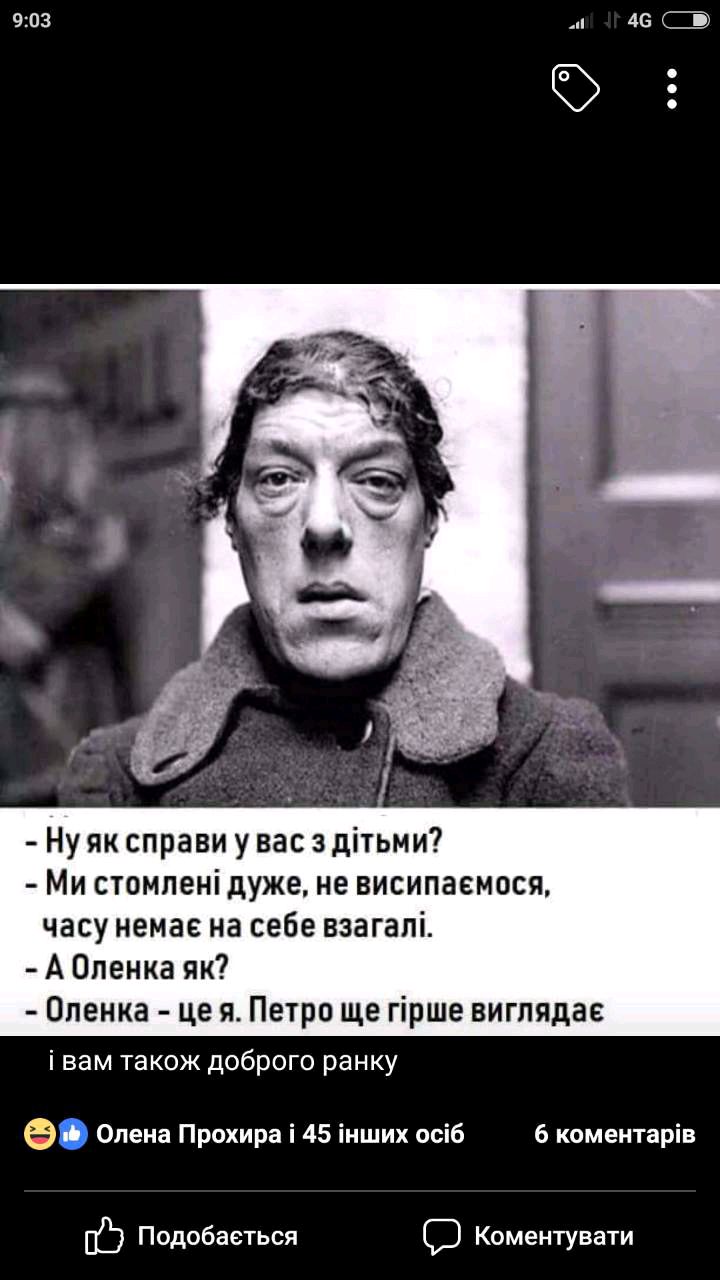 9:03
4G
- Ну як справи у вас з дітьми?
- Ми стомлені дуже, не висипаємося,
часу немає на себе взагалі.
- А Оленка як?
- Оленка - це я. Петро ще гірше виглядає
і вам також доброго ранку
Олена Прохира і 45 інших осіб
6 коментарів
Подобається
Коментувати